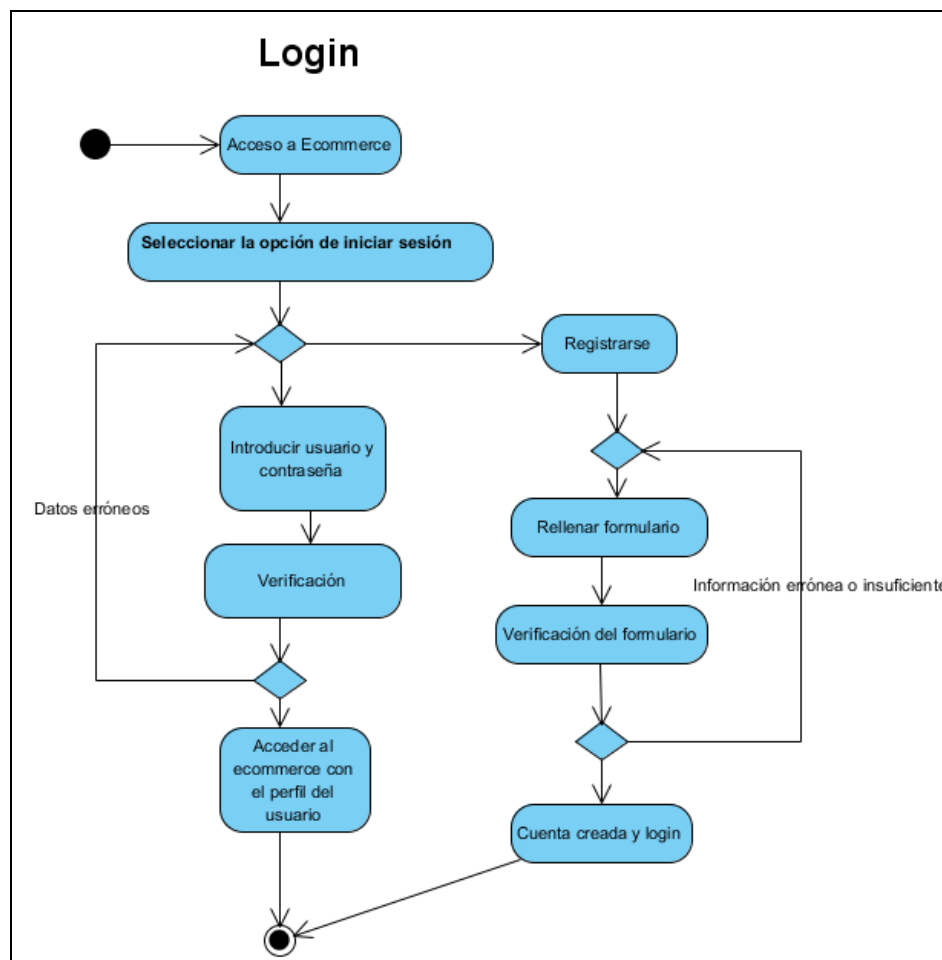 Login
Acceso a Ecommerce
Seleccionar la opción de iniciar sesión
Registrarse
Introducir usuario y
contraseña
Datos erróneos
Rellenar formulario
Verificación
Información errónea o insuficiente
Verificación del formulario
Acceder al
ecommerce con
el perfil del
usuario
Cuenta creada y login